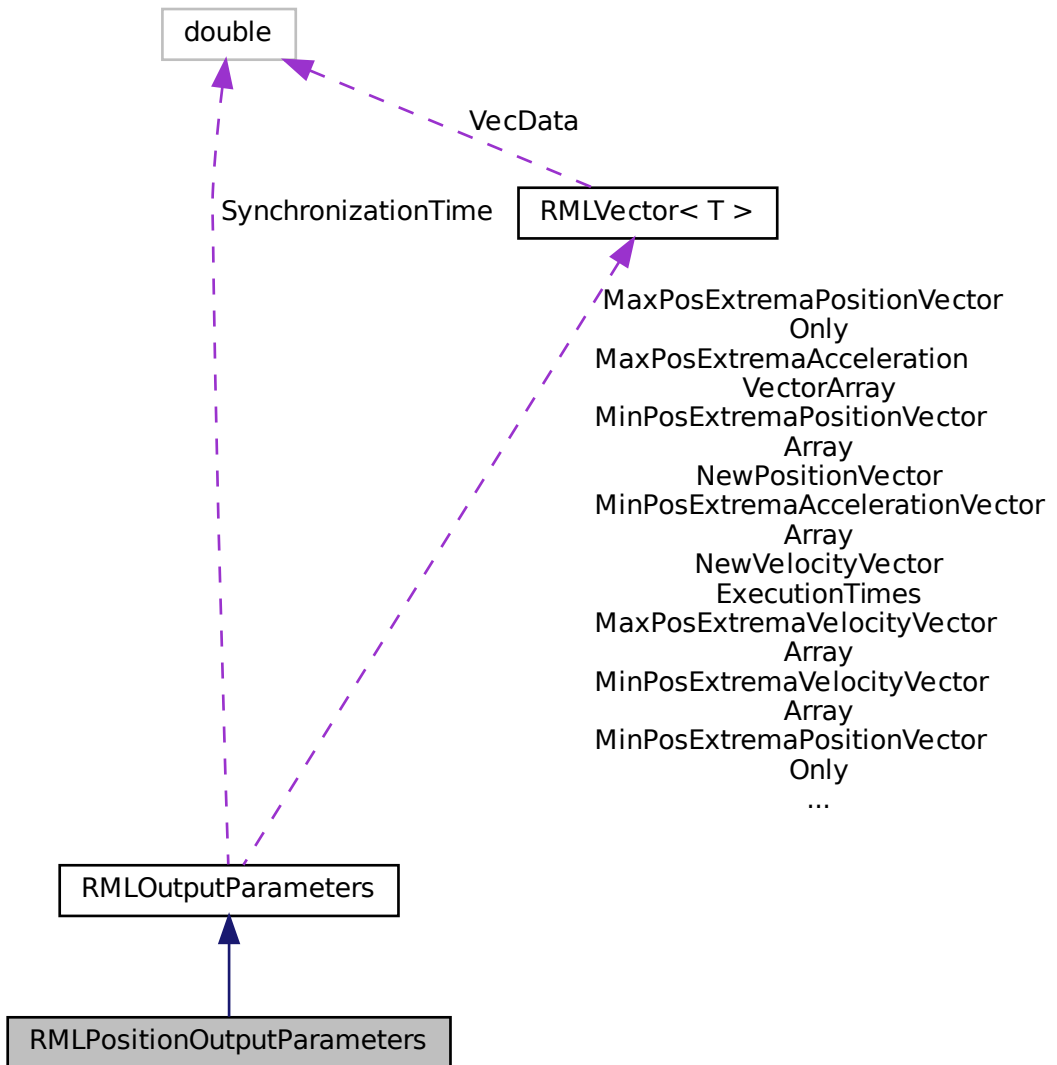 double
VecData
RMLVector< T >
SynchronizationTime
MaxPosExtremaPositionVector
Only
MaxPosExtremaAcceleration
VectorArray
MinPosExtremaPositionVector
Array
NewPositionVector
MinPosExtremaAccelerationVector
Array
NewVelocityVector
ExecutionTimes
MaxPosExtremaVelocityVector
Array
MinPosExtremaVelocityVector
Array
MinPosExtremaPositionVector
Only
...
RMLOutputParameters
RMLPositionOutputParameters